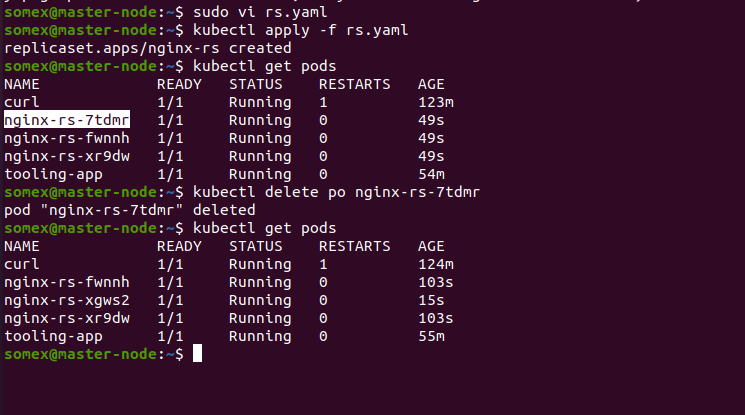 somex@master-node:~$ sudo vi rs.yaml
somex@master-node:~$ kubectl apply -f rs.yaml
replicaset.apps/nginx-rs created
somex@master-node:~$ kubectl get pods
NAME READY STATUS RESTARTS AGE
curl 1/1 Running 1 123m
nginx-rs-7tdmr 1/1 Running 0 49s
nginx-rs-fwnnh 1/1 Running 0 49s
nginx-rs-xr9dw 1/1 Running 0 49s
tooling-app 1/1 Running 0 54m
somex@master-node:~$ kubectl delete po nginx-rs-7tdmr
pod "nginx-rs-7tdmr" deleted
somex@master-node:~$ kubectl get pods
NAME READY STATUS RESTARTS AGE
curl 1/1 Running 1 124m
nginx-rs-fwnnh 1/1 Running 0 103s
nginx-rs-xgws2 1/1 Running 0 15s
nginx-rs-xr9dw 1/1 Running 0 103s
tooling-app 1/1 Running 0 55m
somex@master-node:~$